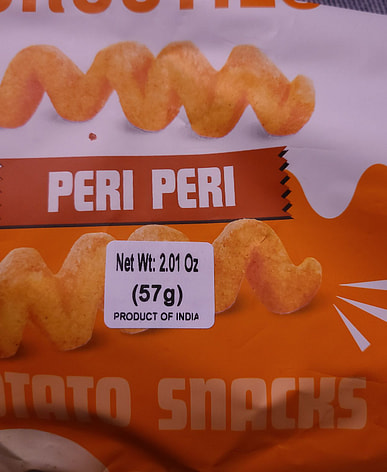 PERI PERI
Net Wt: 2.01 Oz
(57g)
PRODUCT OF INDIA
SNACKS